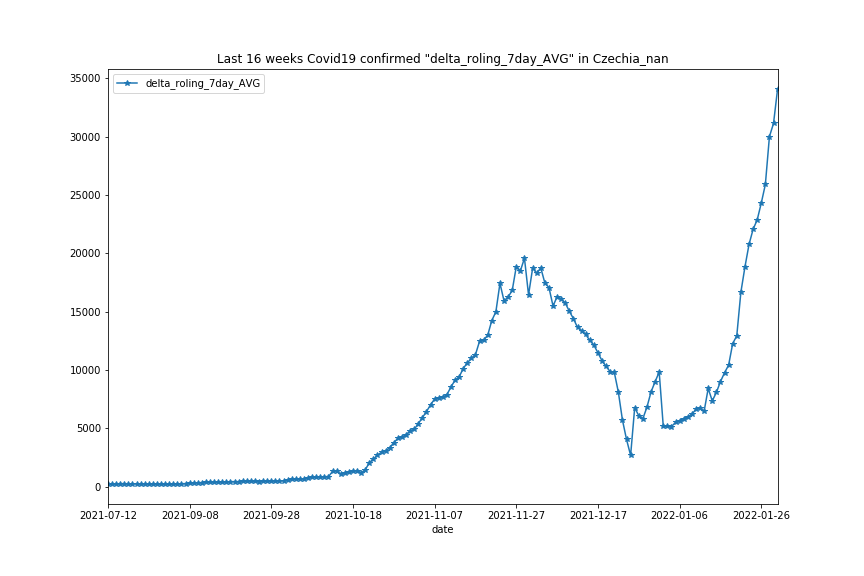 Last 16 weeks Covid19 confirmed "delta_roling_7day_AVG" in Czechia_nan
delta_roling_7day_AVG
35000
30000
25000
20000
15000
10000
5000
0
2021-07-12 2021-09-08 2021-09-28 2021-10-18 2021-11-07 2021-11-27 2021-12-17 2022-01-06 2022-01-26
date